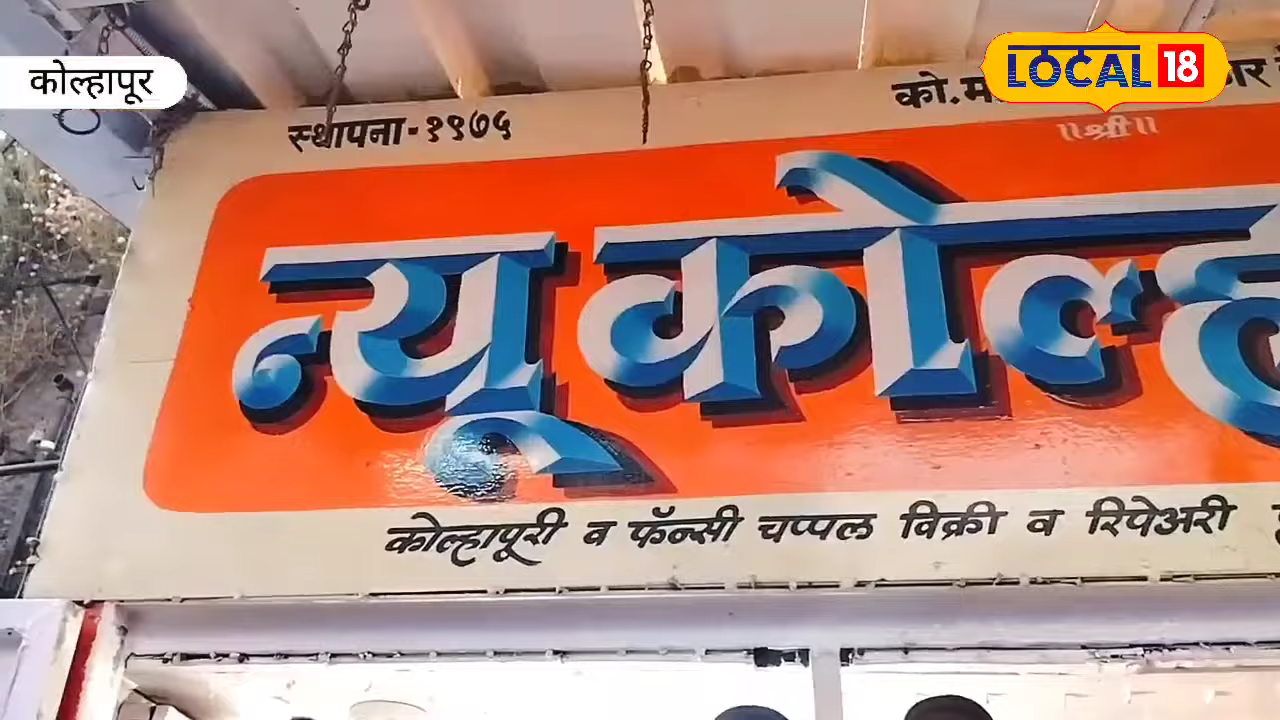 कोल्हापूर
LOCAL 18
स्थापना-१९७५
को.म
॥श्री॥
न्यू कोल्ह
कोल्हापूरी व फॅन्सी चप्पल विक्री व रिपेअरी